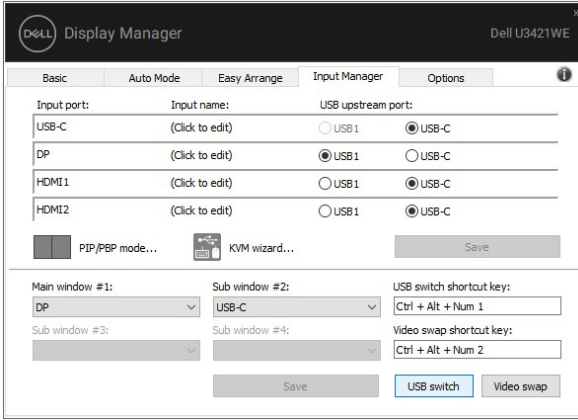 DELL Display Manager Dell U3421WE
Basic Auto Mode Easy Arrange Input Manager Options
Input port: Input name: USB upstream port:
USB-C (Click to edit) USB1 USB-C
DP (Click to edit) USB1 USB-C
HDMI1 (Click to edit) USB1 USB-C
HDMI2 (Click to edit) USB1 USB-C
PIP/PBP mode... KVM wizard... Save
Main window #1: Sub window #2: USB switch shortcut key:
DP USB-C Ctrl + Alt + Num 1
Sub window #3: Sub window #4: Video swap shortcut key:
Ctrl + Alt + Num 2
Save USB switch Video swap